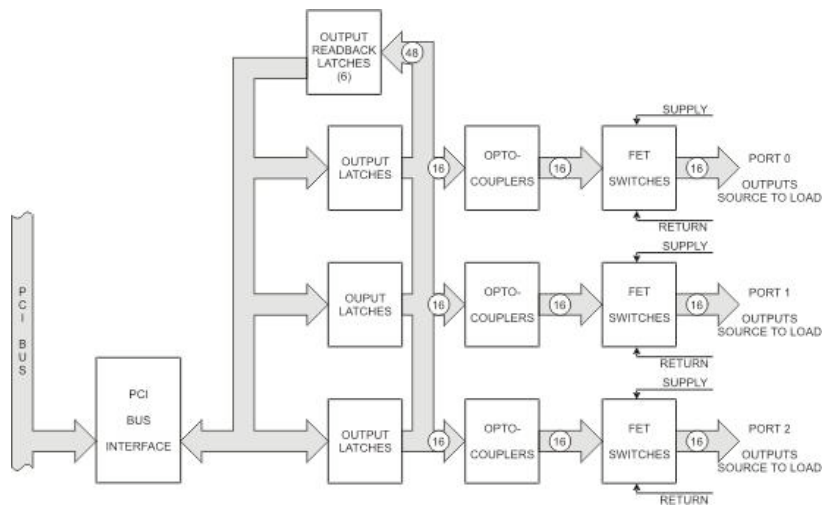 OUTPUT
READBACK
LATCHES
(6)
48
SUPPLY
OUTPUT
LATCHES
16
OPTO-
COUPLERS
16
FET
SWITCHES
16
PORT 0
OUTPUTS
SOURCE TO LOAD
RETURN
SUPPLY
OUPUT
LATCHES
16
OPTO-
COUPLERS
16
FET
SWITCHES
16
PORT 1
OUTPUTS
SOURCE TO LOAD
RETURN
PCI BUS
PCI
BUS
INTERFACE
SUPPLY
OUTPUT
LATCHES
16
OPTO-
COUPLERS
16
FET
SWITCHES
16
PORT 2
OUTPUTS
SOURCE TO LOAD
RETURN